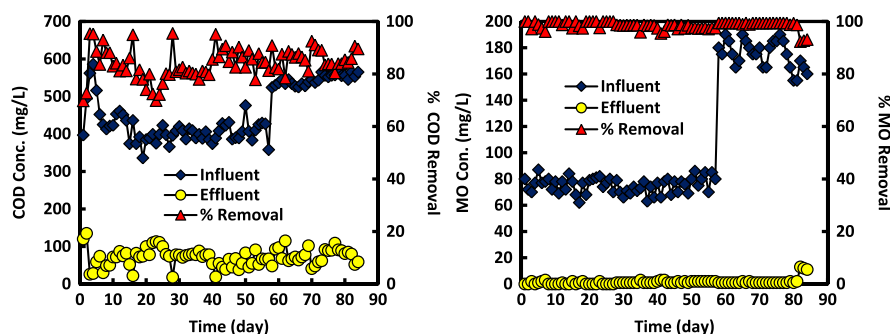 700
600
500
400
300
200
100
0
COD Conc. (mg/L)
100
80
60
40
20
0
% COD Removal
Influent
Effluent
% Removal
0 10 20 30 40 50 60 70 80 90
Time (day)
200
180
160
140
120
100
80
60
40
20
0
MO Con. (mg/L)
100
80
60
40
20
0
% MO Removal
Influent
Effluent
% Removal
0 10 20 30 40 50 60 70 80 90
Time (day)